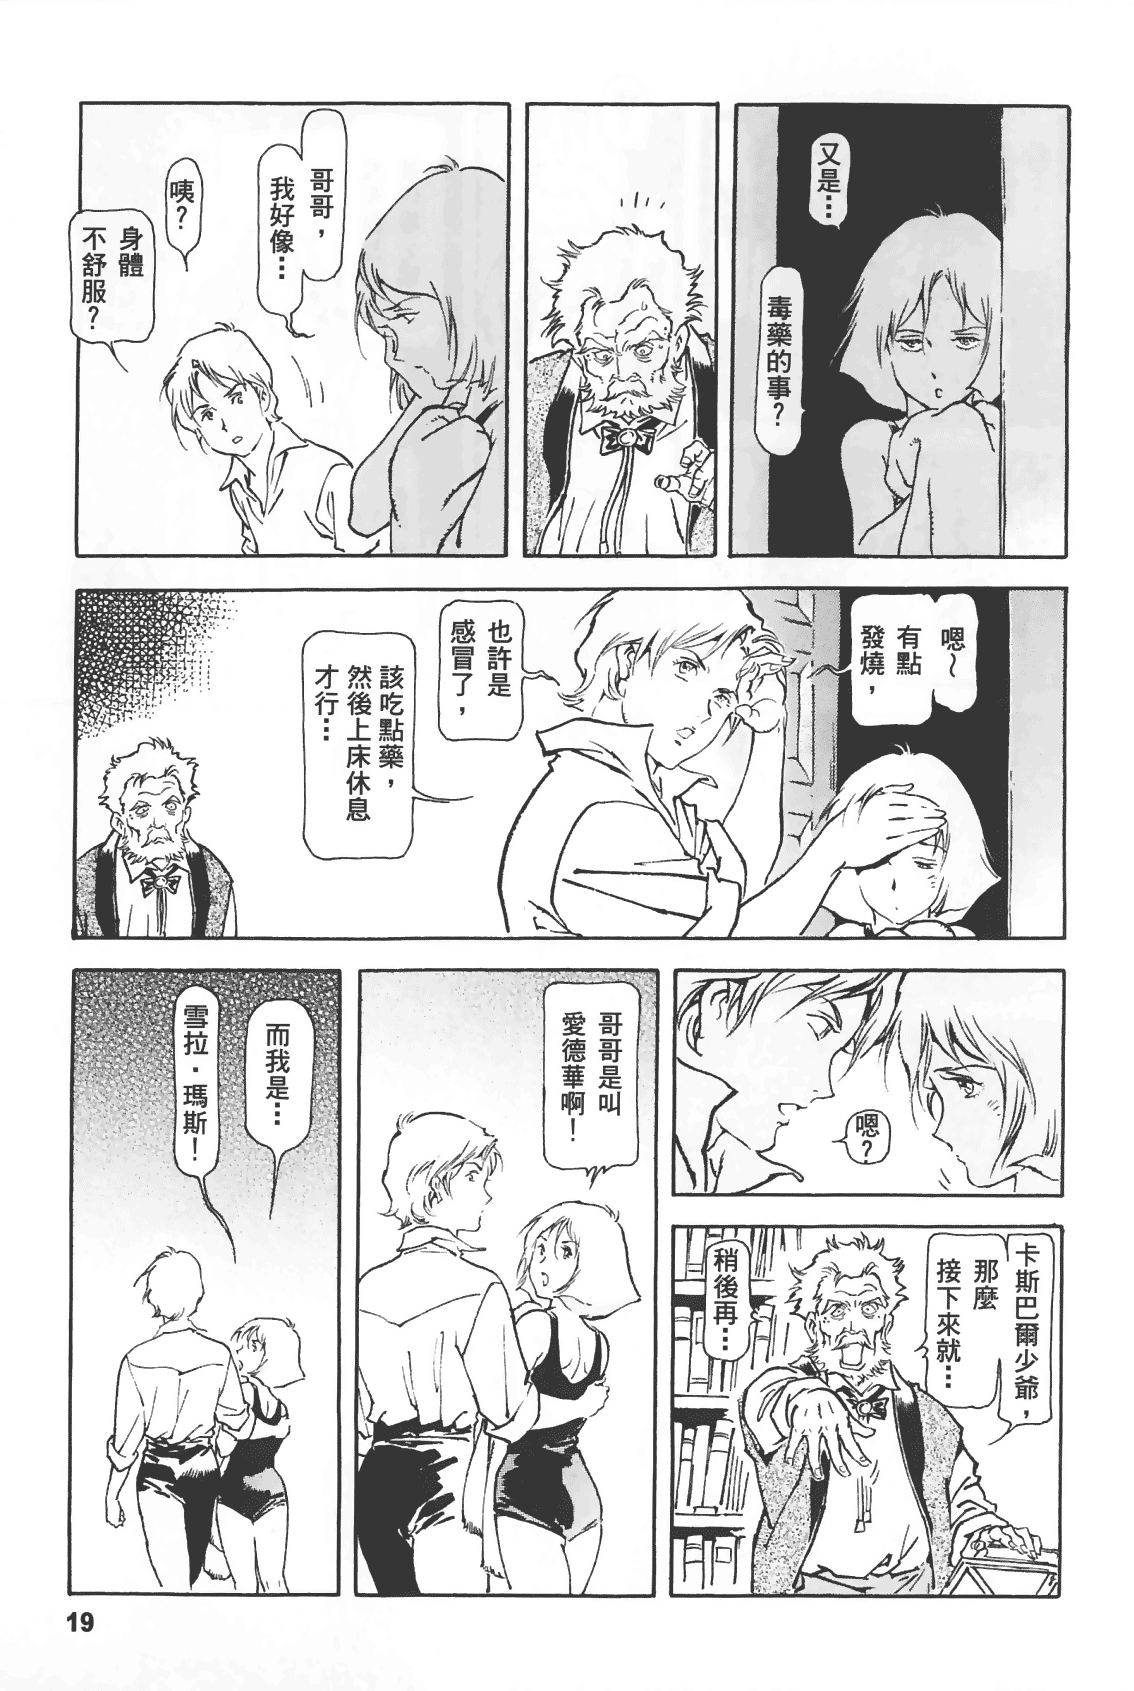 又是⋯
毒藥的事？
哥哥，
我好像⋯
咦？
身體
不舒服？
嗯～
有點
發燒，
也許是
感冒了，
該吃點藥，
然後上床休息
才行⋯
嗯？
卡斯巴爾少爺，
那麼
接下來就⋯
稍後再⋯
哥哥是叫
愛德華啊！
而我是⋯
雪拉．瑪斯！
19